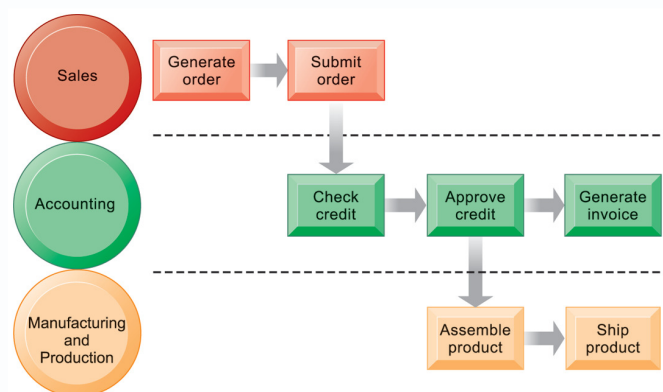 Sales
Generate
order
Submit
order
Accounting
Check
credit
Approve
credit
Generate
invoice
Manufacturing
and
Production
Assemble
product
Ship
product